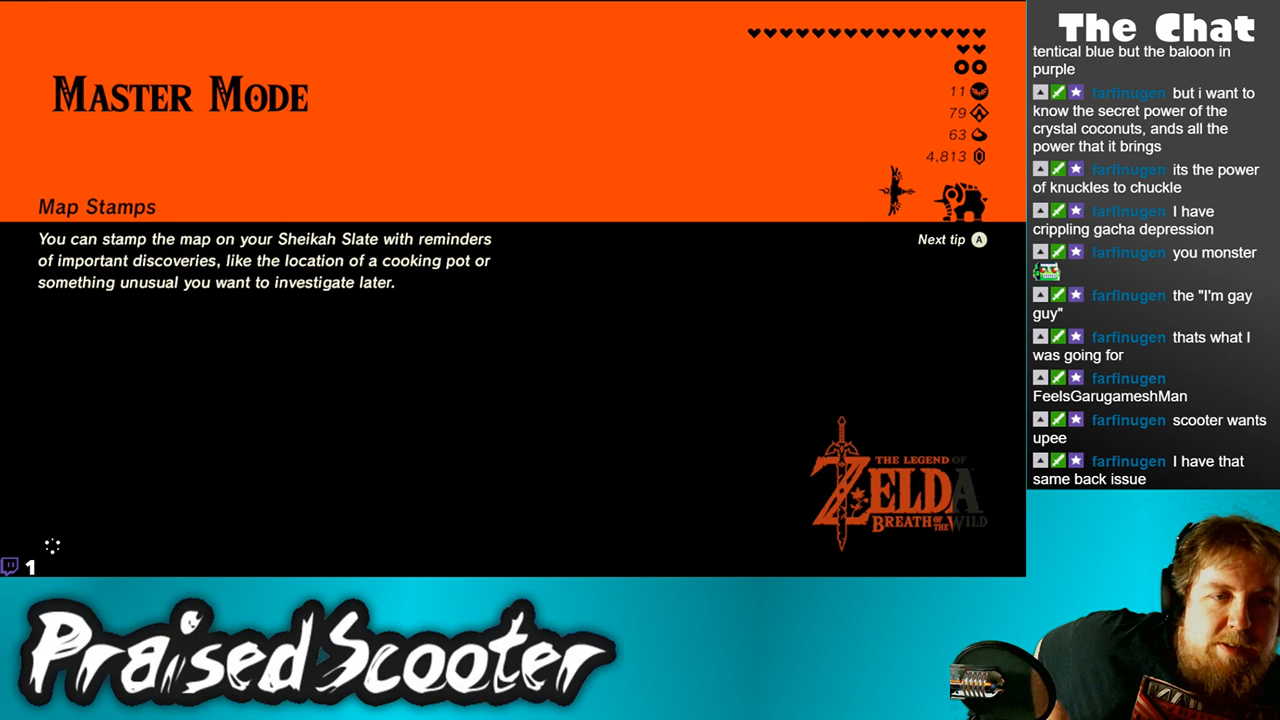 Master Mode
11
79
63
4,813
Map Stamps
You can stamp the map on your Sheikah Slate with reminders
of important discoveries, like the location of a cooking pot or
something unusual you want to investigate later.
Next tip A
THE LEGEND OF
ZELDA
BREATH OF THE WILD
1
PraisedScooter
The Chat
tentical blue but the baloon in
purple
farfinugen but i want to
know the secret power of the
crystal coconuts, ands all the
power that it brings
farfinugen its the power
of knuckles to chuckle
farfinugen I have
crippling gacha depression
farfinugen you monster
farfinugen the "I'm gay
guy"
farfinugen thats what I
was going for
farfinugen
FeelsGarugameshMan
farfinugen scooter wants
upee
farfinugen I have that
same back issue